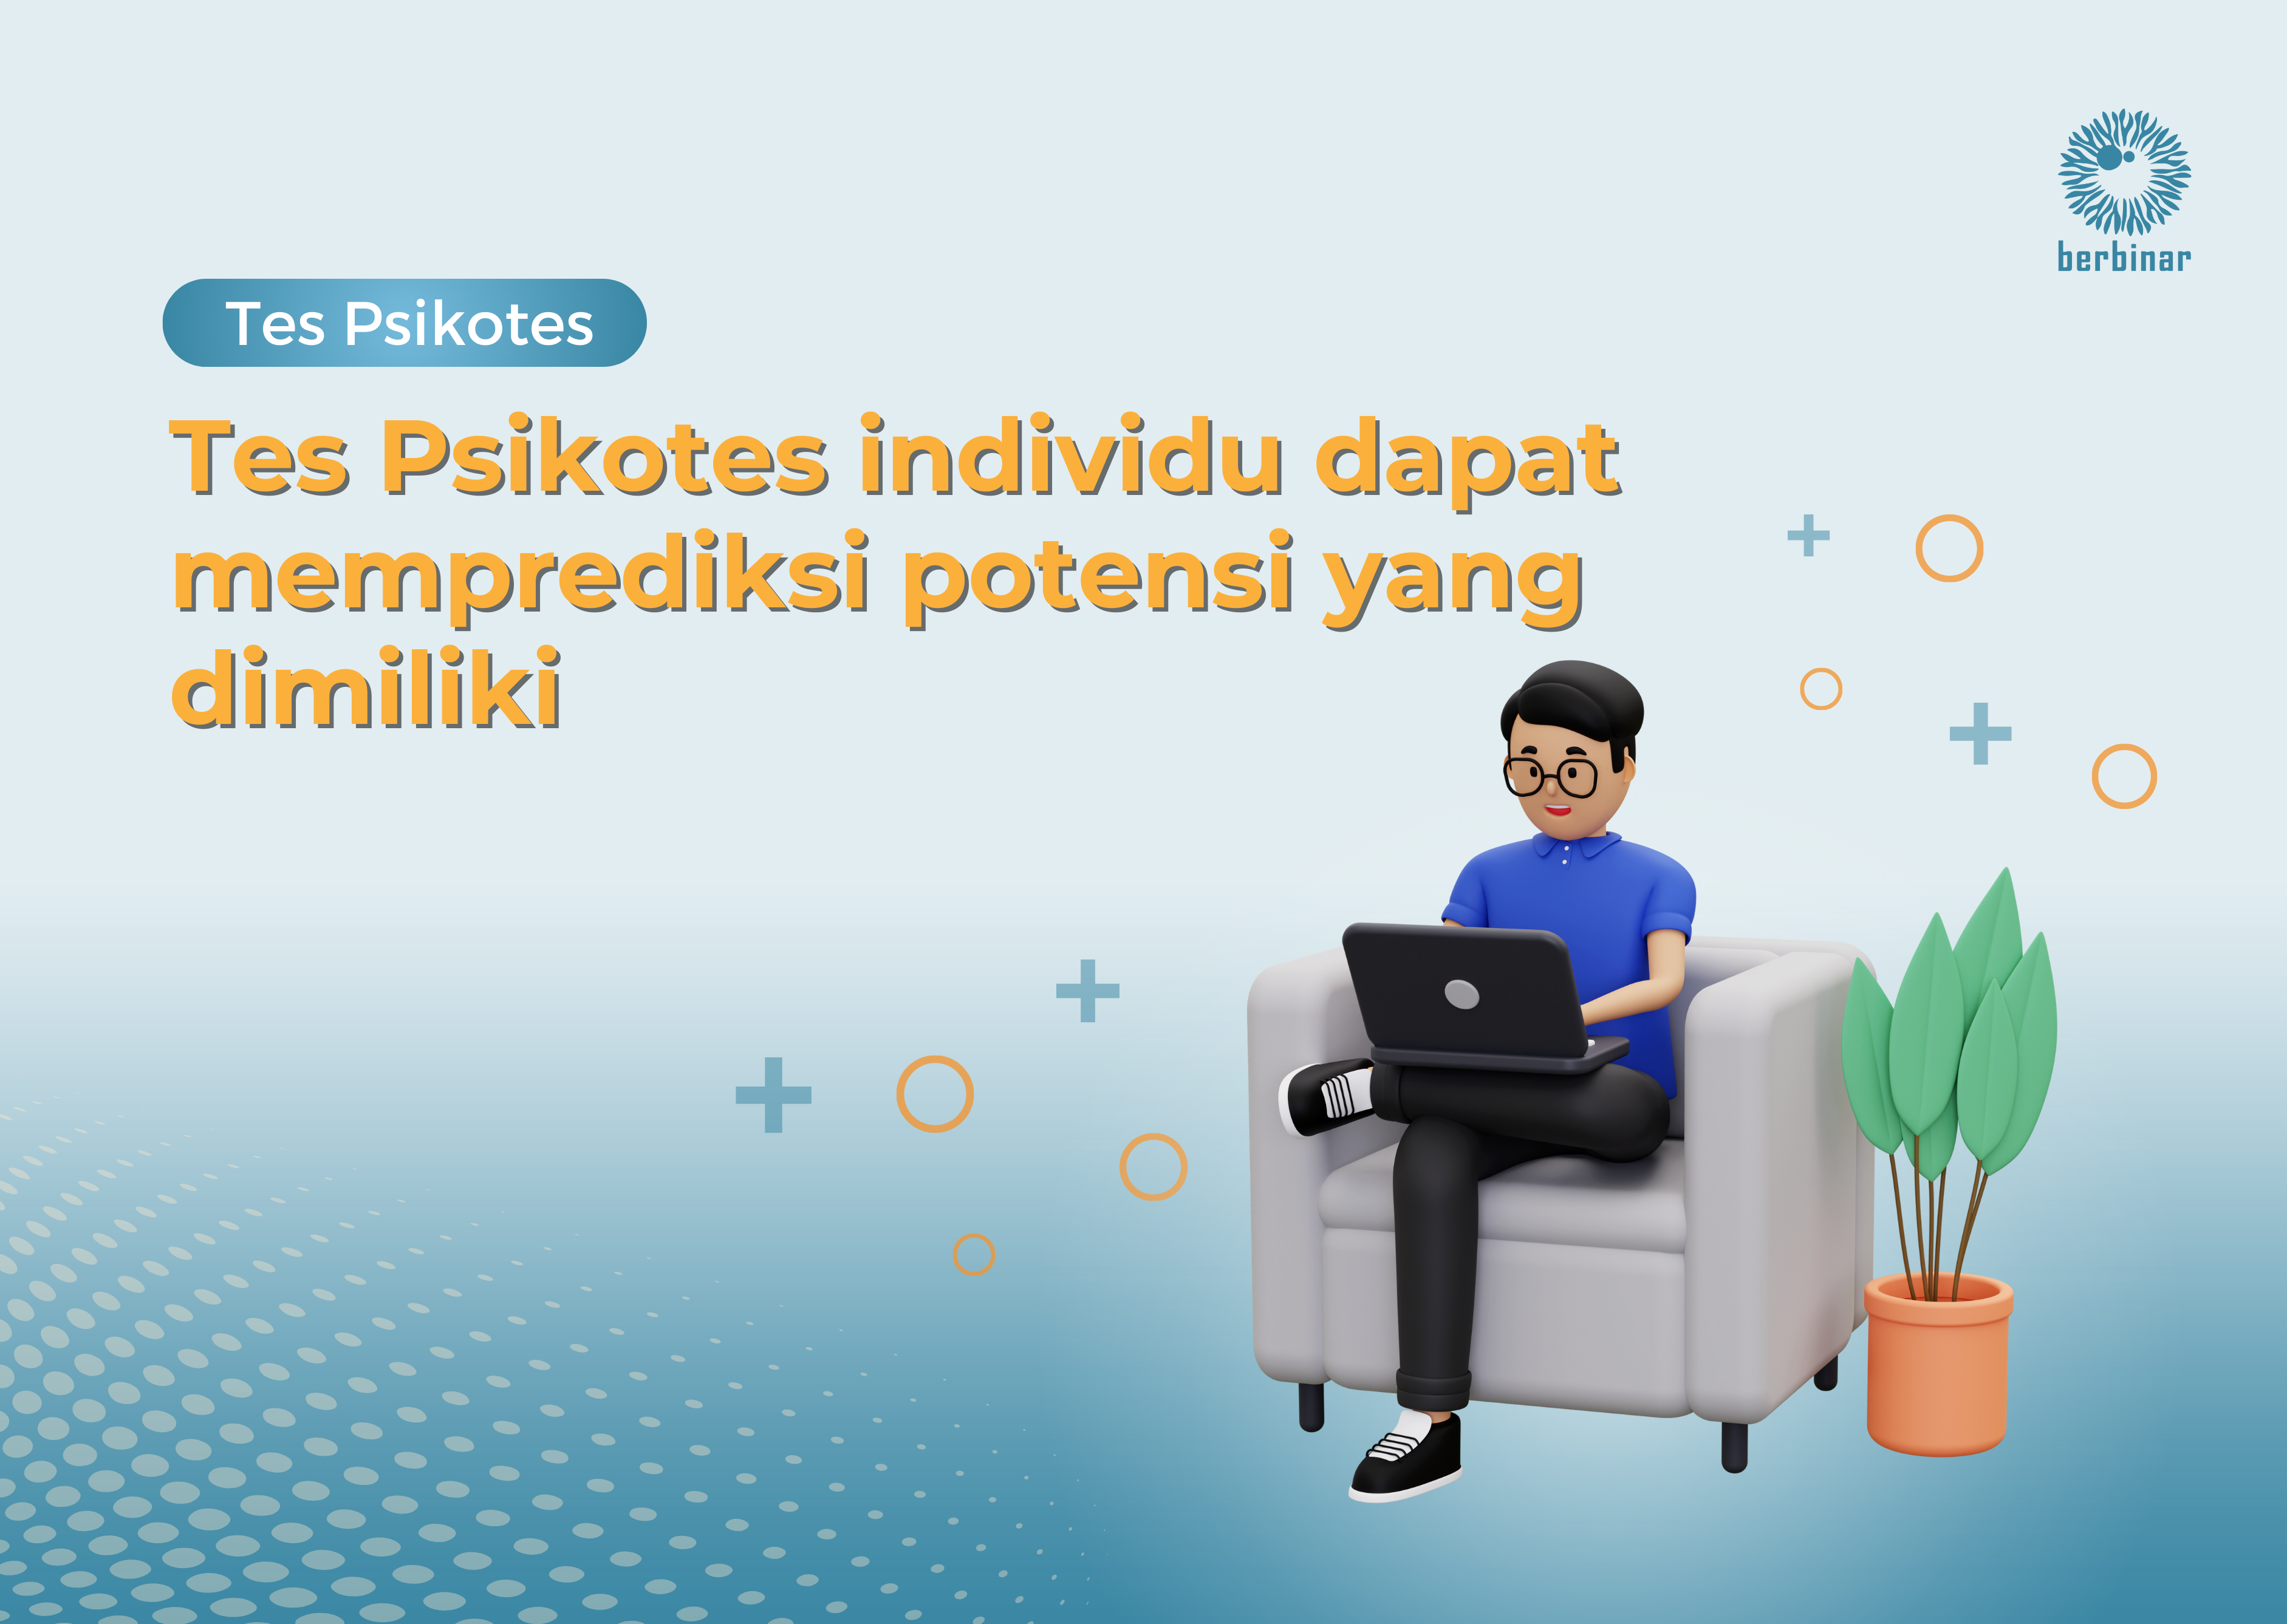 berbinar
Tes Psikotes
Tes Psikotes individu dapat
memprediksi potensi yang
dimiliki